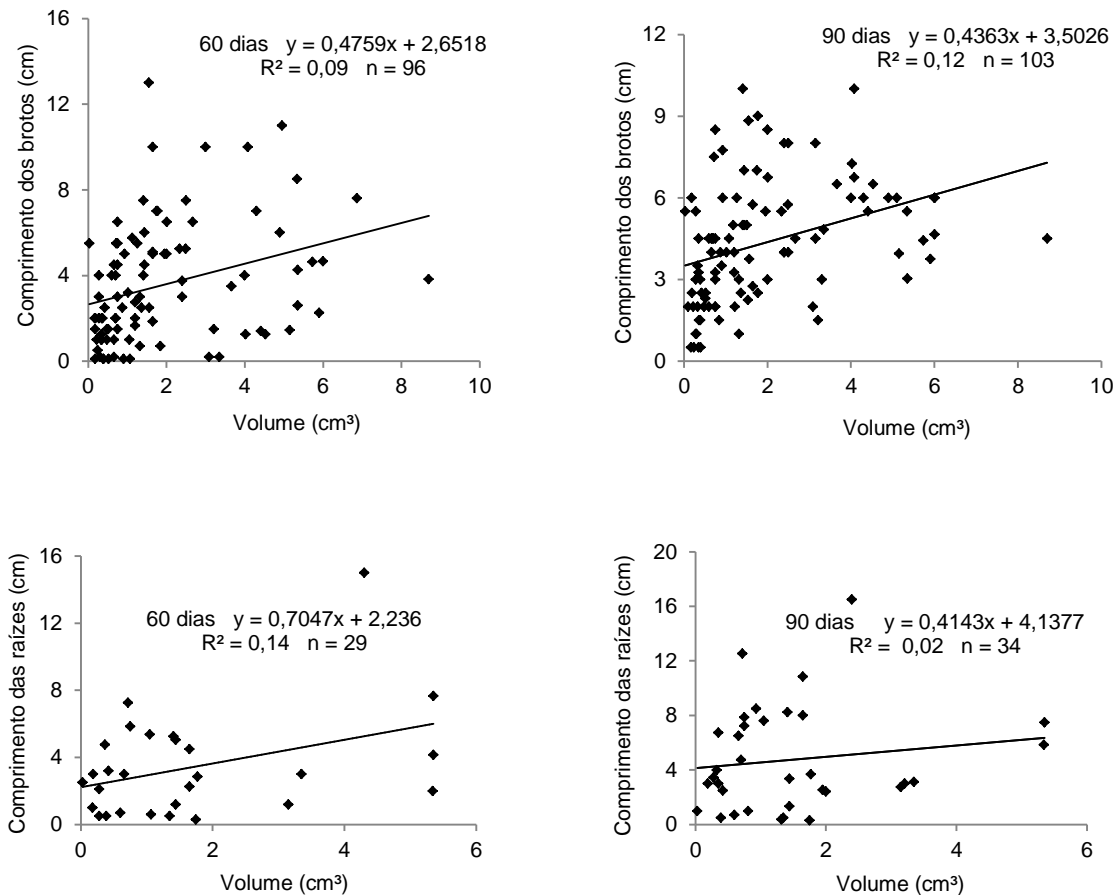 Comprimento dos brotos (cm)
16
12
8
4
0
60 dias y = 0,4759x + 2,6518
R² = 0,09 n = 96
0 2 4 6 8 10
Volume (cm³)
Comprimento dos brotos (cm)
12
9
6
3
0
90 dias y = 0,4363x + 3,5026
R² = 0,12 n = 103
0 2 4 6 8 10
Volume (cm³)
Comprimento das raízes (cm)
16
12
8
4
0
60 dias y = 0,7047x + 2,236
R² = 0,14 n = 29
0 2 4 6
Volume (cm³)
Comprimento das raízes (cm)
20
16
12
8
4
0
90 dias y = 0,4143x + 4,1377
R² = 0,02 n = 34
0 2 4 6
Volume (cm³)